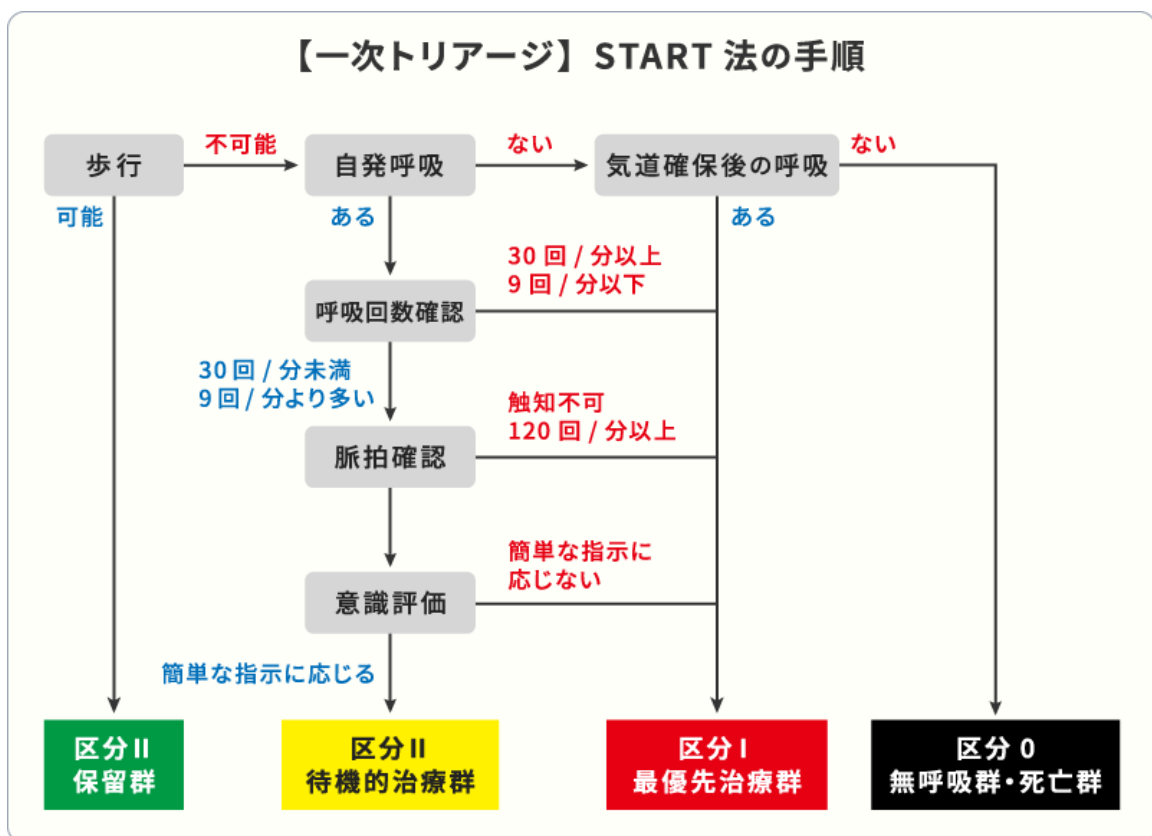 【一次トリアージ】START 法の手順
歩行
不可能
自発呼吸
ない
気道確保後の呼吸
ない
可能
ある
ある
30 回 / 分以上
9 回 / 分以下
呼吸回数確認
30 回 / 分未満
9 回 / 分より多い
触知不可
120 回 / 分以上
脈拍確認
簡単な指示に
応じない
意識評価
簡単な指示に応じる
区分Ⅱ
保留群
区分Ⅱ
待機的治療群
区分Ⅰ
最優先治療群
区分 0
無呼吸群・死亡群